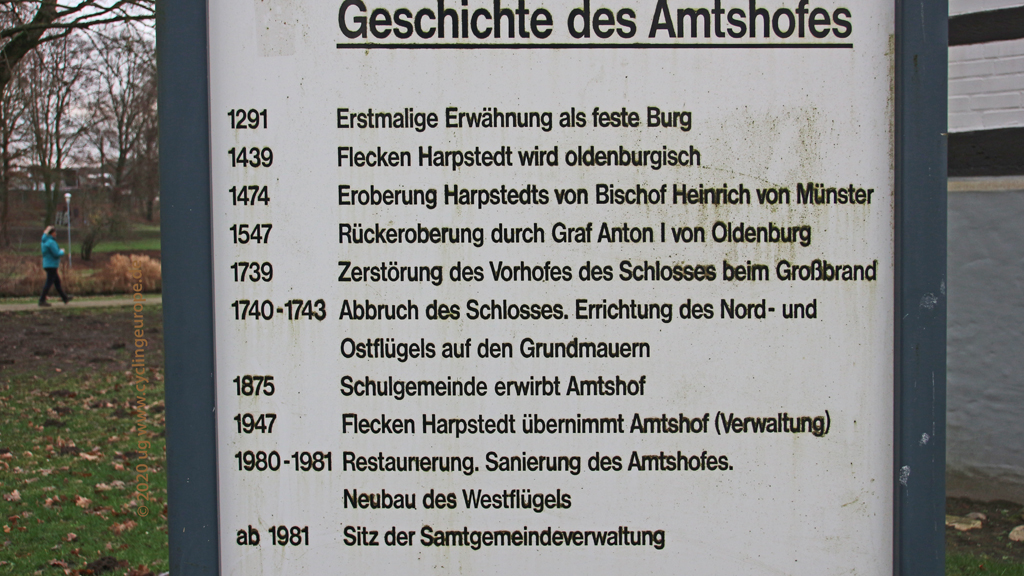 Geschichte des Amtshofes
1291 Erstmalige Erwähnung als feste Burg
1439 Flecken Harpstedt wird oldenburgisch
1474 Eroberung Harpstedts von Bischof Heinrich von Münster
1547 Rückeroberung durch Graf Anton I von Oldenburg
1739 Zerstörung des Vorhofes des Schlosses beim Großbrand
1740-1743 Abbruch des Schlosses. Errichtung des Nord- und
Ostflügels auf den Grundmauern
1875 Schulgemeinde erwirbt Amtshof
1947 Flecken Harpstedt übernimmt Amtshof (Verwaltung)
1980-1981 Restaurierung. Sanierung des Amtshofes.
Neubau des Westflügels
ab 1981 Sitz der Samtgemeindeverwaltung
©2020